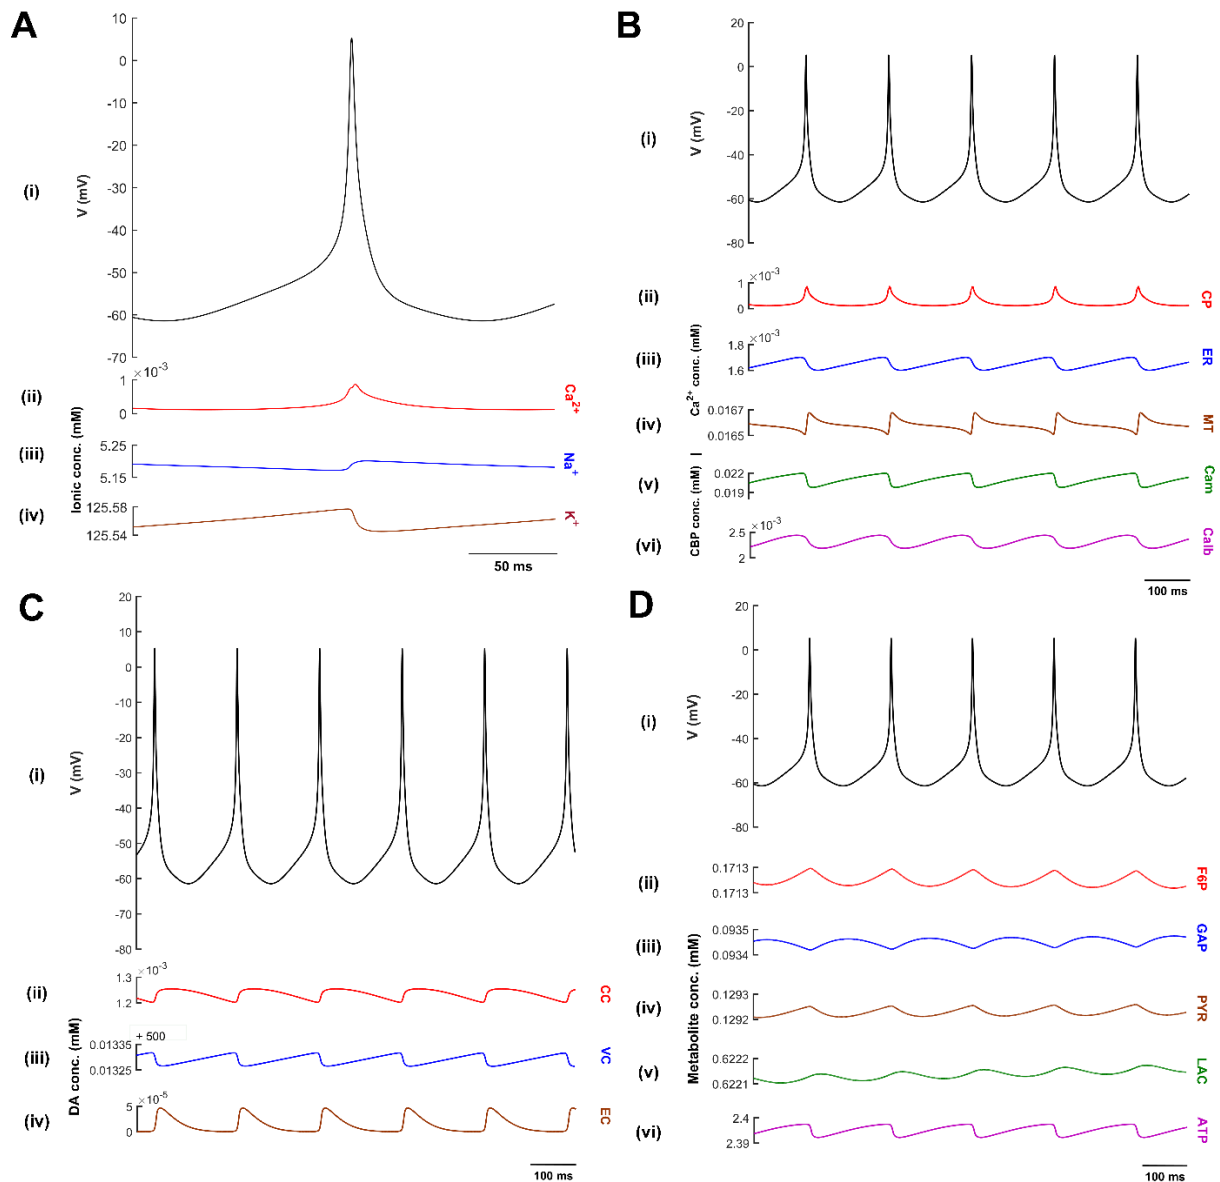 A
10
0
-10
-20
-30
-40
-50
-60
-70
V (mV)
(i)
×10⁻³
1
0
(ii)
Ca²⁺
5.25
5.15
(iii)
Na⁺
125.58
125.54
(iv)
K⁺
Ionic conc. (mM)
50 ms
B
20
0
-20
-40
-60
-80
V (mV)
(i)
×10⁻³
1
0
(ii)
CP
×10⁻³
1.8
1.6
(iii)
ER
0.0167
0.0165
(iv)
MT
0.022
0.019
(v)
Cam
×10⁻³
2.5
2
(vi)
Calb
CBP conc. (mM) | Ca²⁺ conc. (mM)
100 ms
C
20
10
0
-10
-20
-30
-40
-50
-60
-70
-80
V (mV)
(i)
×10⁻³
1.3
1.2
(ii)
CC
+ 500
0.01335
0.01325
(iii)
VC
×10⁻⁵
5
0
(iv)
EC
DA conc. (mM)
100 ms
D
20
0
-20
-40
-60
-80
V (mV)
(i)
0.1713
0.1713
(ii)
F6P
0.0935
0.0934
(iii)
GAP
0.1293
0.1292
(iv)
PYR
0.6222
0.6221
(v)
LAC
2.4
2.39
(vi)
ATP
Metabolite conc. (mM)
100 ms